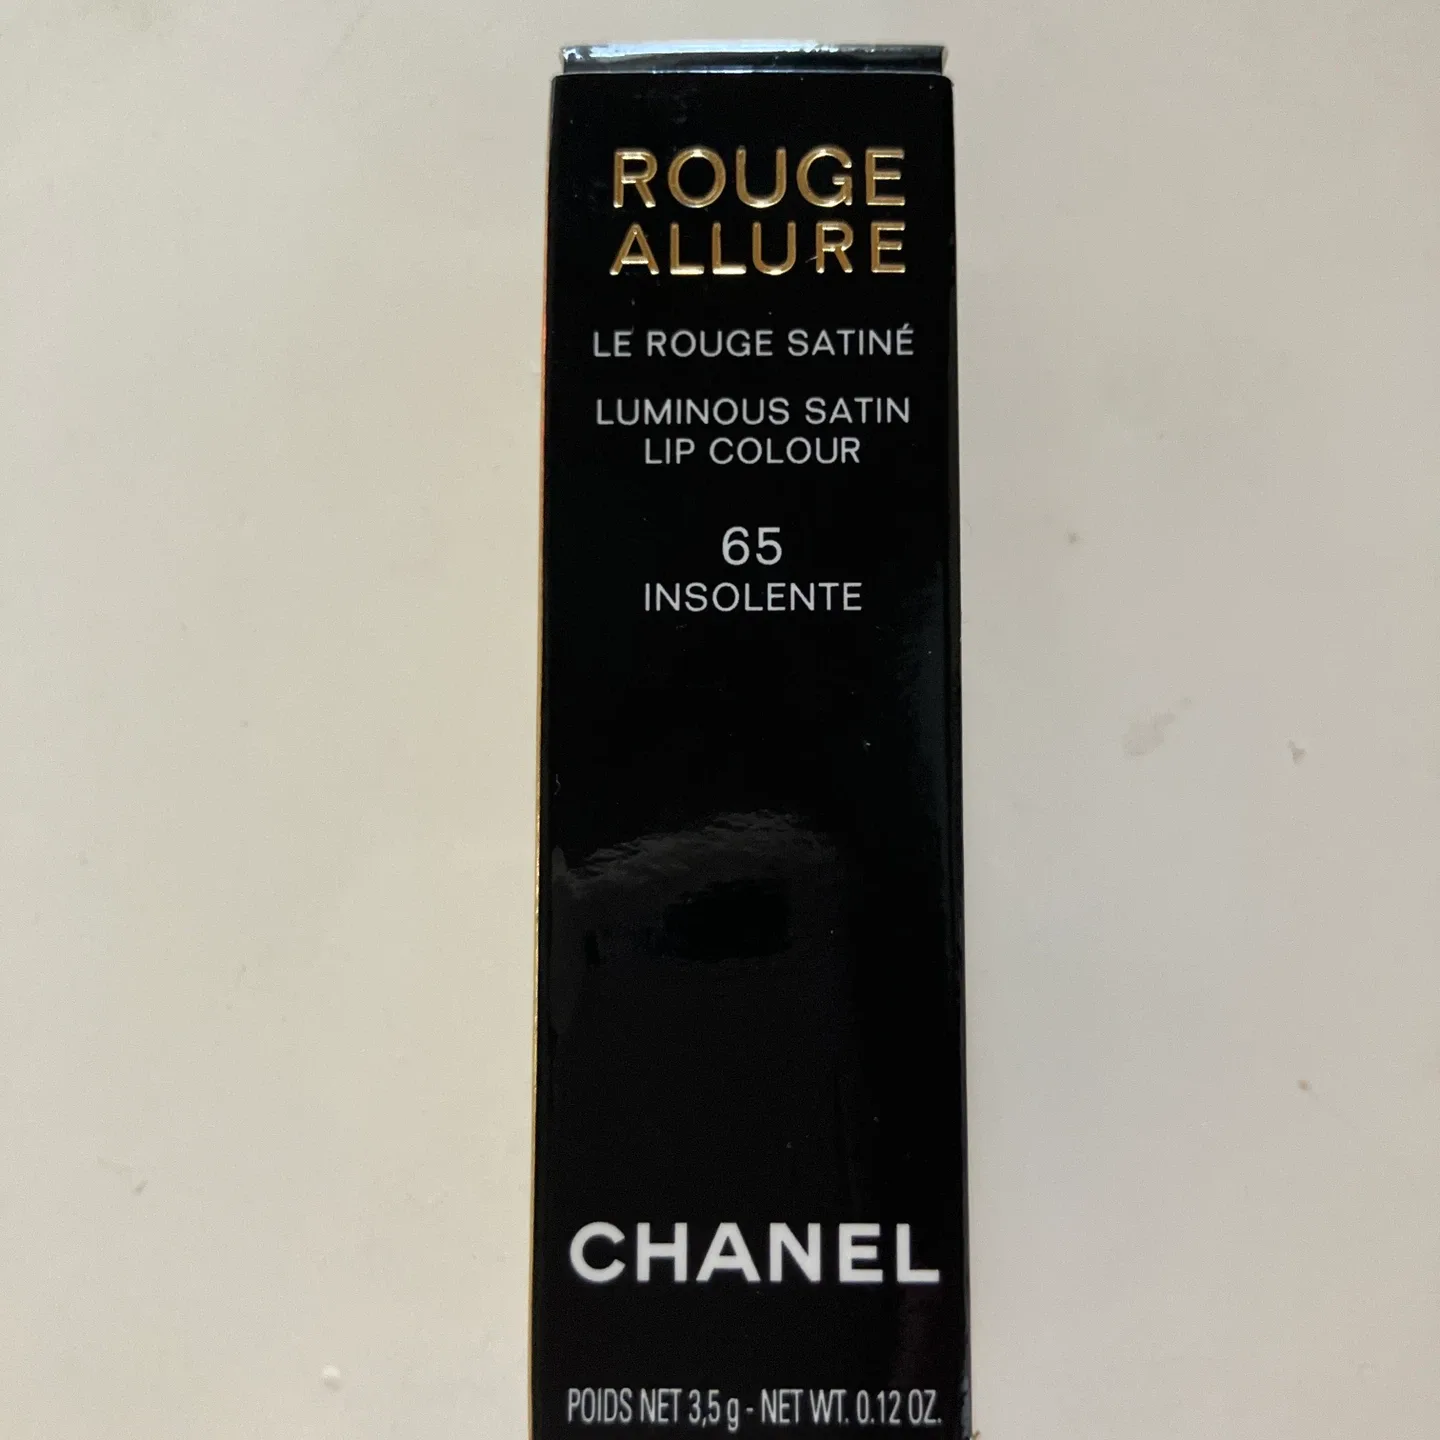 ROUGE
ALLURE
LE ROUGE SATINÉ
LUMINOUS SATIN
LIP COLOUR
65
INSOLENTE
CHANEL
POIDS NET 3,5 g - NET WT. 0.12 OZ.